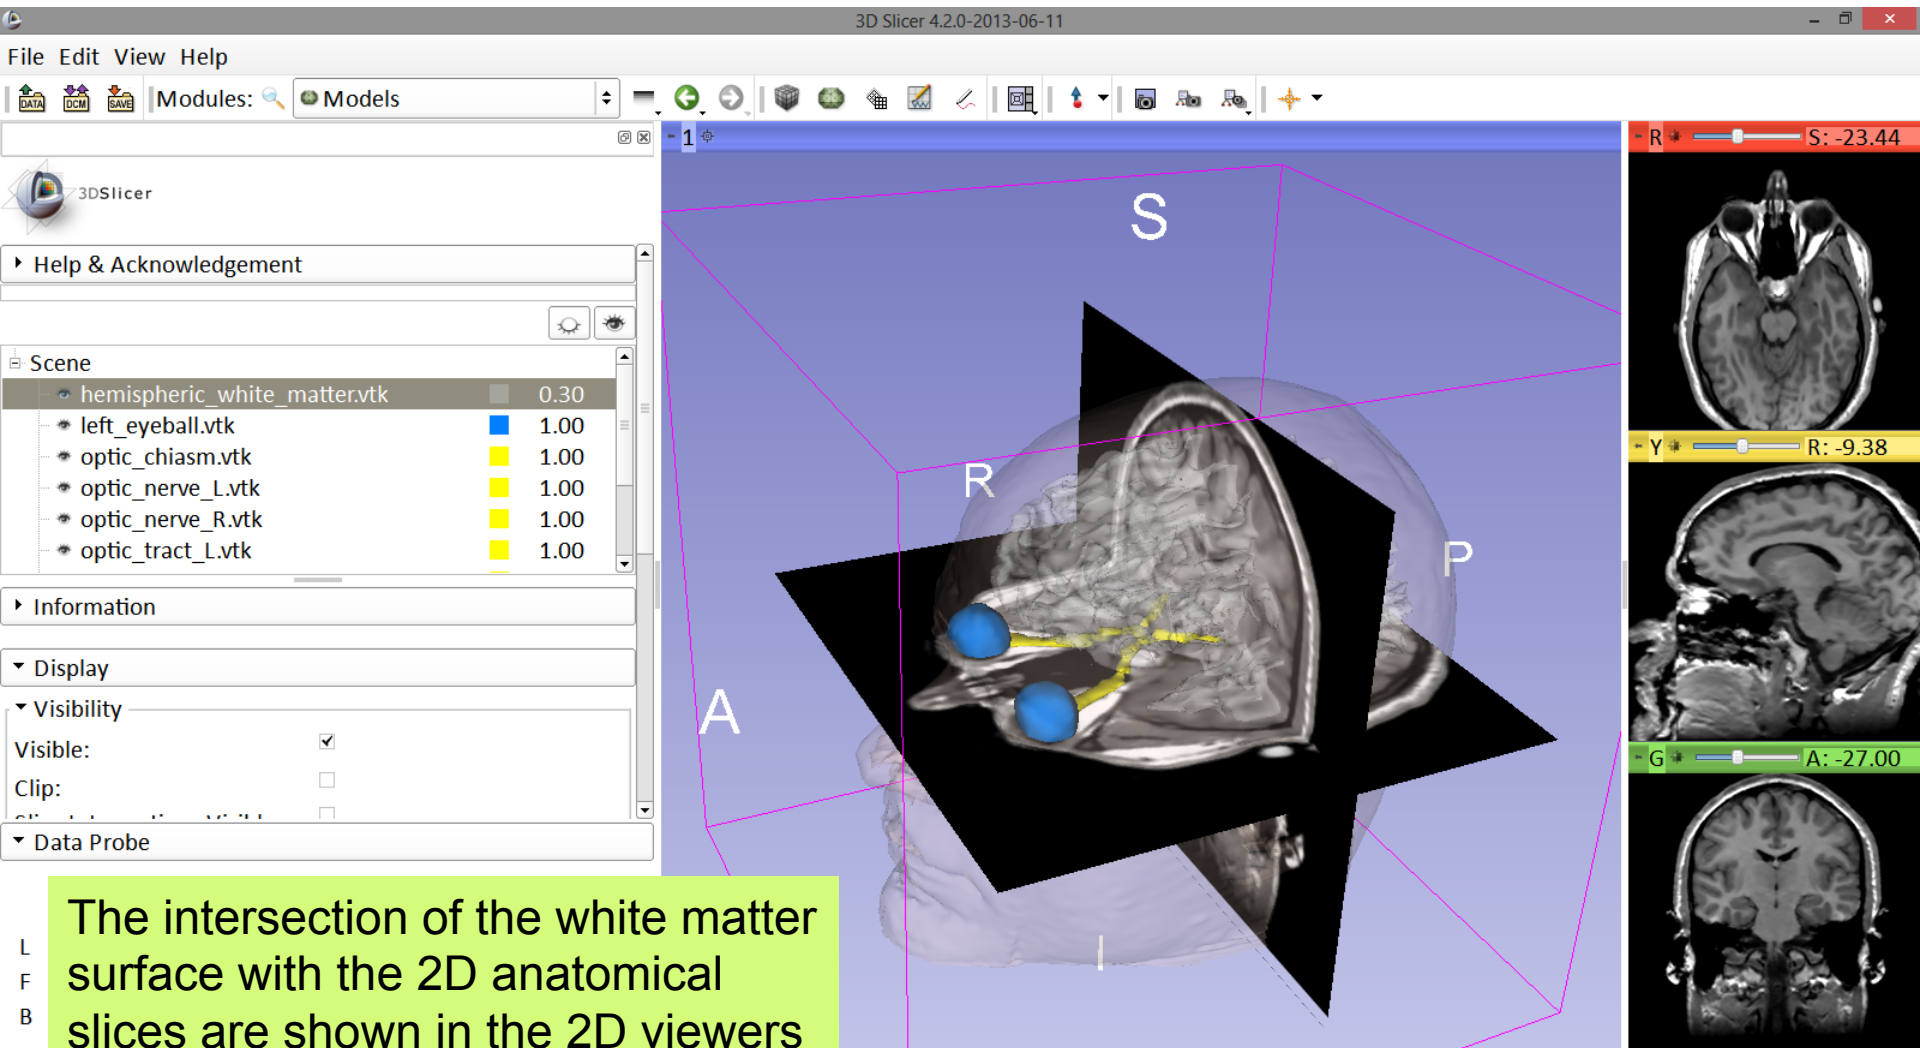 3D Slicer 4.2.0-2013-06-11
File Edit View Help
DATA DCM SAVE Modules: Models
1
R S: -23.44
3DSlicer
Help & Acknowledgement
Scene
hemispheric_white_matter.vtk 0.30
left_eyeball.vtk 1.00
optic_chiasm.vtk 1.00
optic_nerve_L.vtk 1.00
optic_nerve_R.vtk 1.00
optic_tract_L.vtk 1.00
Information
Display
Visibility
Visible:
Clip:
Data Probe
L
F
B
The intersection of the white matter
surface with the 2D anatomical
slices are shown in the 2D viewers
S
R
P
A
I
Y R: -9.38
G A: -27.00